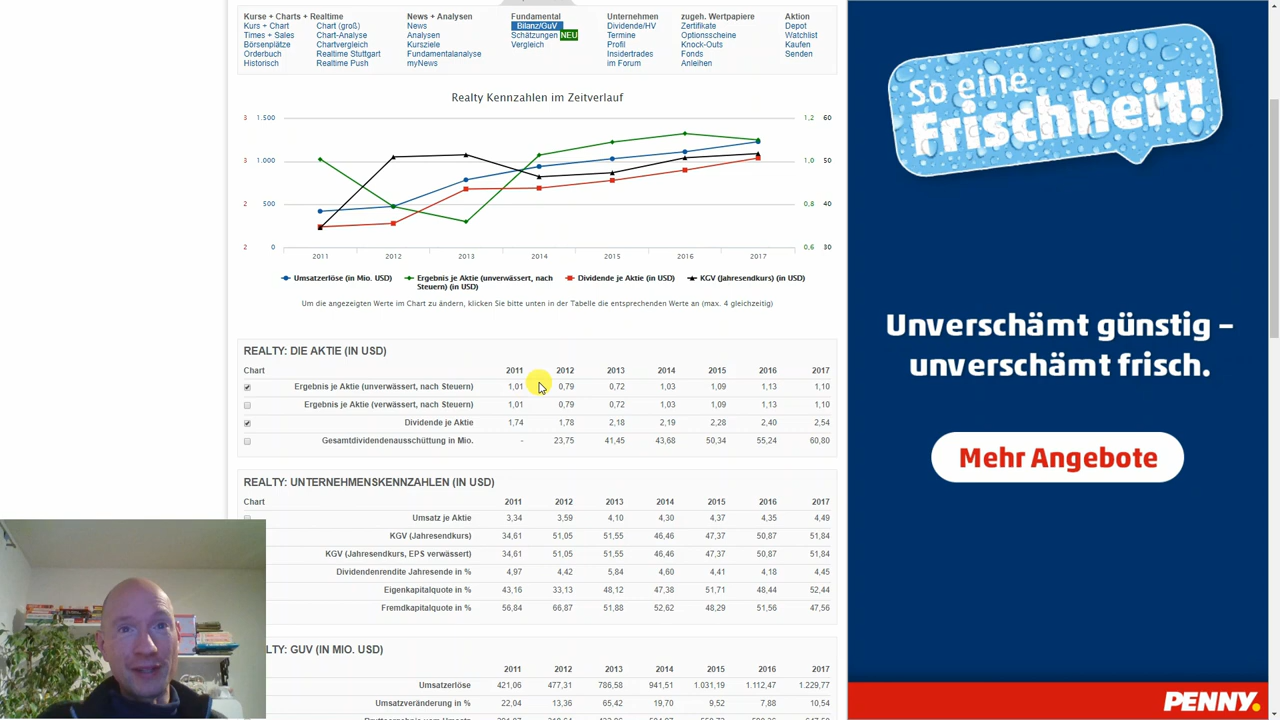 Kurse + Charts + Realtime News + Analysen Fundamental Unternehmen zugeh. Wertpapiere Aktion
Kurs + Chart Chart (groß) News Bilanz/GuV Dividende/HV Zertifikate Depot
Times + Sales Chart-Analyse Analysen Schätzungen NEU Termine Optionsscheine Watchlist
Börsenplätze Chartvergleich Kursziele Vergleich Profil Knock-Outs Kaufen
Orderbuch Realtime Stuttgart Fundamentalanalyse Insidertrades Fonds Senden
Historisch Realtime Push myNews im Forum Anleihen
Realty Kennzahlen im Zeitverlauf
3 1.500 1,2 60
3 1.000 1,0 50
2 500 0,8 40
2 0 0,6 30
2011 2012 2013 2014 2015 2016 2017
Umsatzerlöse (in Mio. USD) Ergebnis je Aktie (unverwässert, nach Dividende je Aktie (in USD) KGV (Jahresendkurs) (in USD)
Steuern) (in USD)
Um die angezeigten Werte im Chart zu ändern, klicken Sie bitte unten in der Tabelle die entsprechenden Werte an (max. 4 gleichzeitig)
REALTY: DIE AKTIE (IN USD)
Chart 2011 2012 2013 2014 2015 2016 2017
Ergebnis je Aktie (unverwässert, nach Steuern) 1,01 0,79 0,72 1,03 1,09 1,13 1,10
Ergebnis je Aktie (verwässert, nach Steuern) 1,01 0,79 0,72 1,03 1,09 1,13 1,10
Dividende je Aktie 1,74 1,78 2,18 2,19 2,28 2,40 2,54
Gesamtdividendenausschüttung in Mio. - 23,75 41,45 43,68 50,34 55,24 60,80
REALTY: UNTERNEHMENSKENNZAHLEN (IN USD)
Chart 2011 2012 2013 2014 2015 2016 2017
Umsatz je Aktie 3,34 3,59 4,10 4,30 4,37 4,35 4,49
KGV (Jahresendkurs) 34,61 51,05 51,55 46,46 47,37 50,87 51,84
KGV (Jahresendkurs, EPS verwässert) 34,61 51,05 51,55 46,46 47,37 50,87 51,84
Dividendenrendite Jahresende in % 4,97 4,42 5,84 4,60 4,41 4,18 4,45
Eigenkapitalquote in % 43,16 33,13 48,12 47,38 51,71 48,44 52,44
Fremdkapitalquote in % 56,84 66,87 51,88 52,62 48,29 51,56 47,56
LTY: GUV (IN MIO. USD)
2011 2012 2013 2014 2015 2016 2017
Umsatzerlöse 421,06 477,31 786,58 941,51 1.031,19 1.112,47 1.229,77
Umsatzveränderung in % 22,04 13,36 65,42 19,70 9,52 7,88 10,54
So eine
Frischheit!
Unverschämt günstig –
unverschämt frisch.
Mehr Angebote
PENNY.